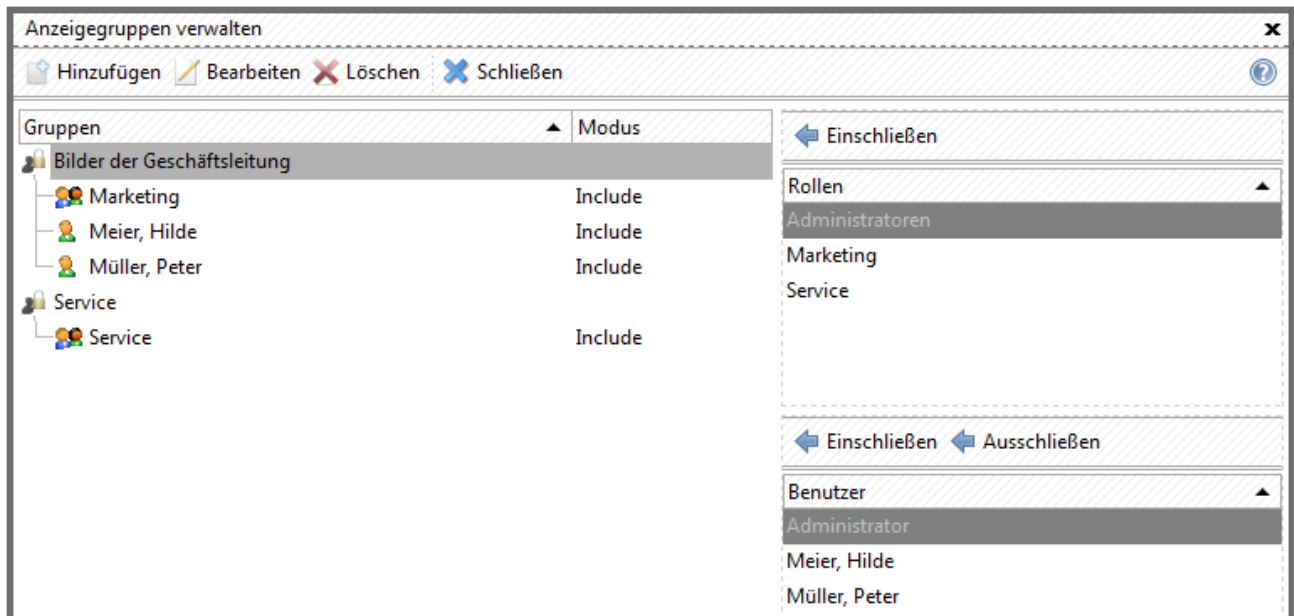 Anzeigegruppen verwalten
Hinzufügen Bearbeiten Löschen Schließen
Gruppen Modus
Bilder der Geschäftsleitung
Marketing Include
Meier, Hilde Include
Müller, Peter Include
Service
Service Include
Einschließen
Rollen
Administratoren
Marketing
Service
Einschließen Ausschließen
Benutzer
Administrator
Meier, Hilde
Müller, Peter